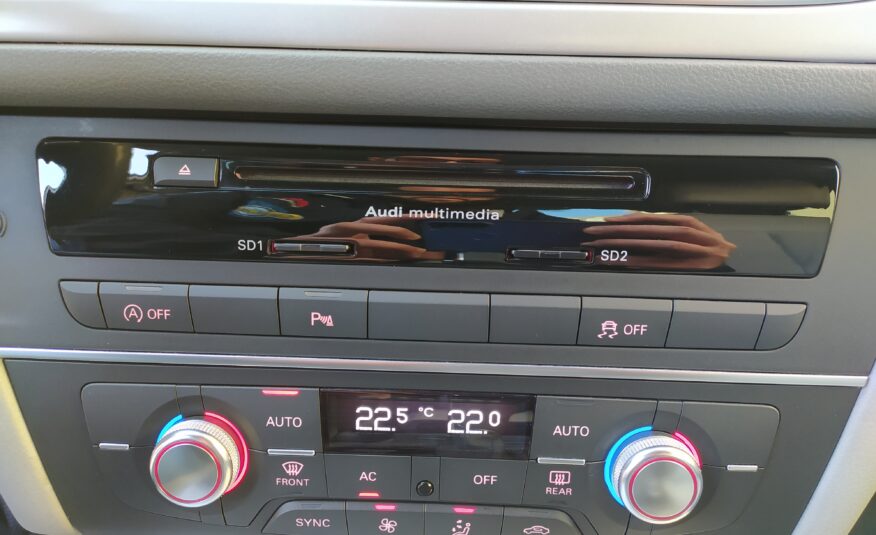 Audi multimedia
SD1 SD2
A OFF P OFF
22.5 °C 22.0
AUTO AUTO
AC OFF
FRONT REAR
SYNC